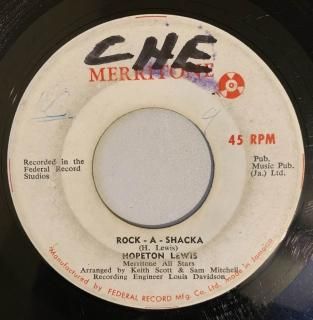 CHE
MERRITONE
45 RPM
Recorded in the
Federal Record
Studios
Pub.
Music Pub.
(Ja.) Ltd.
ROCK - A - SHACKA
(H. Lewis)
HOPETON LEWIS
Merritone All Stars
Arranged by Keith Scott & Sam Mitchell
Recording Engineer Louis Davidson
Made by FEDERAL RECORD Mfg. Co. Ltd. Made in Jamaica